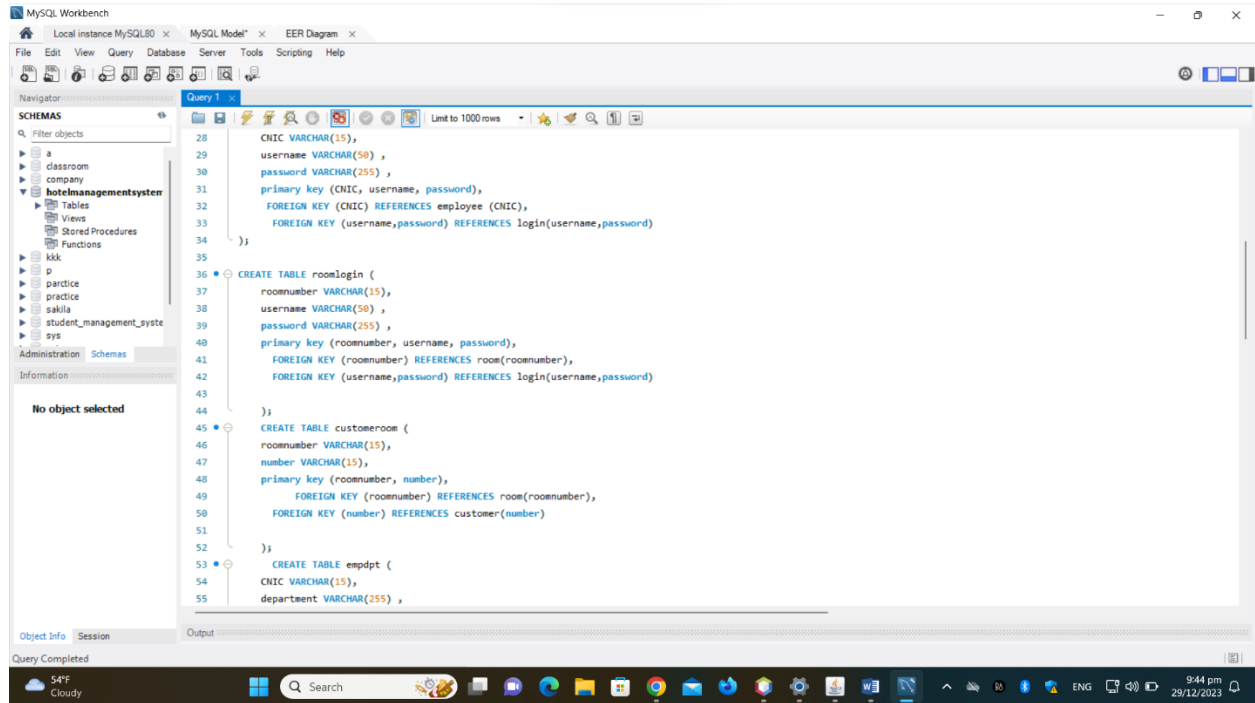 MySQL Workbench
Local instance MySQL80 × MySQL Model* × EER Diagram ×
File Edit View Query Database Server Tools Scripting Help
Navigator
SCHEMAS
Filter objects
a
classroom
company
hotelmanagementsystem
Tables
Views
Stored Procedures
Functions
kkk
p
parctice
practice
sakila
student_management_syste
sys
Administration Schemas
Information
No object selected
Object Info Session
Query 1 ×
Limit to 1000 rows
28 CNIC VARCHAR(15),
29 username VARCHAR(50) ,
30 password VARCHAR(255) ,
31 primary key (CNIC, username, password),
32 FOREIGN KEY (CNIC) REFERENCES employee (CNIC),
33 FOREIGN KEY (username,password) REFERENCES login(username,password)
34 );
35
36 CREATE TABLE roomlogin (
37 roomnumber VARCHAR(15),
38 username VARCHAR(50) ,
39 password VARCHAR(255) ,
40 primary key (roomnumber, username, password),
41 FOREIGN KEY (roomnumber) REFERENCES room(roomnumber),
42 FOREIGN KEY (username,password) REFERENCES login(username,password)
43
44 );
45 CREATE TABLE customeroom (
46 roomnumber VARCHAR(15),
47 number VARCHAR(15),
48 primary key (roomnumber, number),
49 FOREIGN KEY (roomnumber) REFERENCES room(roomnumber),
50 FOREIGN KEY (number) REFERENCES customer(number)
51
52 );
53 CREATE TABLE empdpt (
54 CNIC VARCHAR(15),
55 department VARCHAR(255) ,
Output
Query Completed
54°F
Cloudy
Search
ENG
9:44 pm
29/12/2023